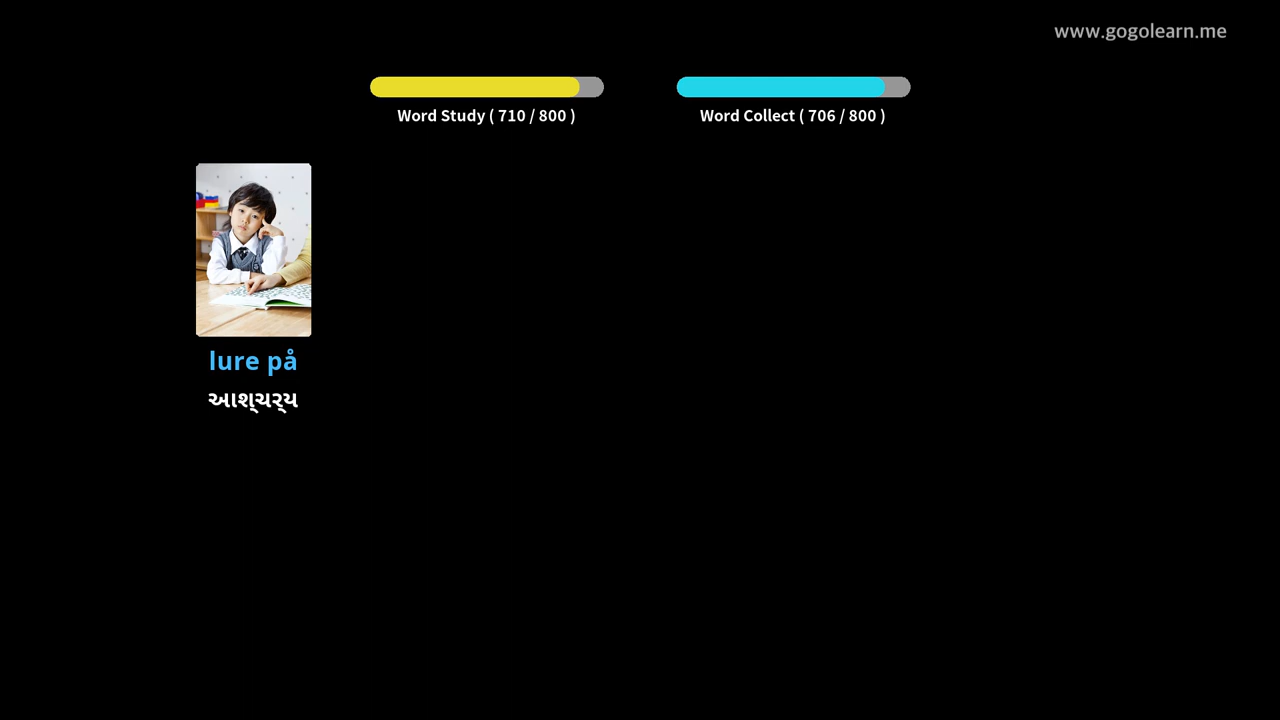 www.gogolearn.me
Word Study ( 710 / 800 )
Word Collect ( 706 / 800 )
lure på
આશ્ચર્ય